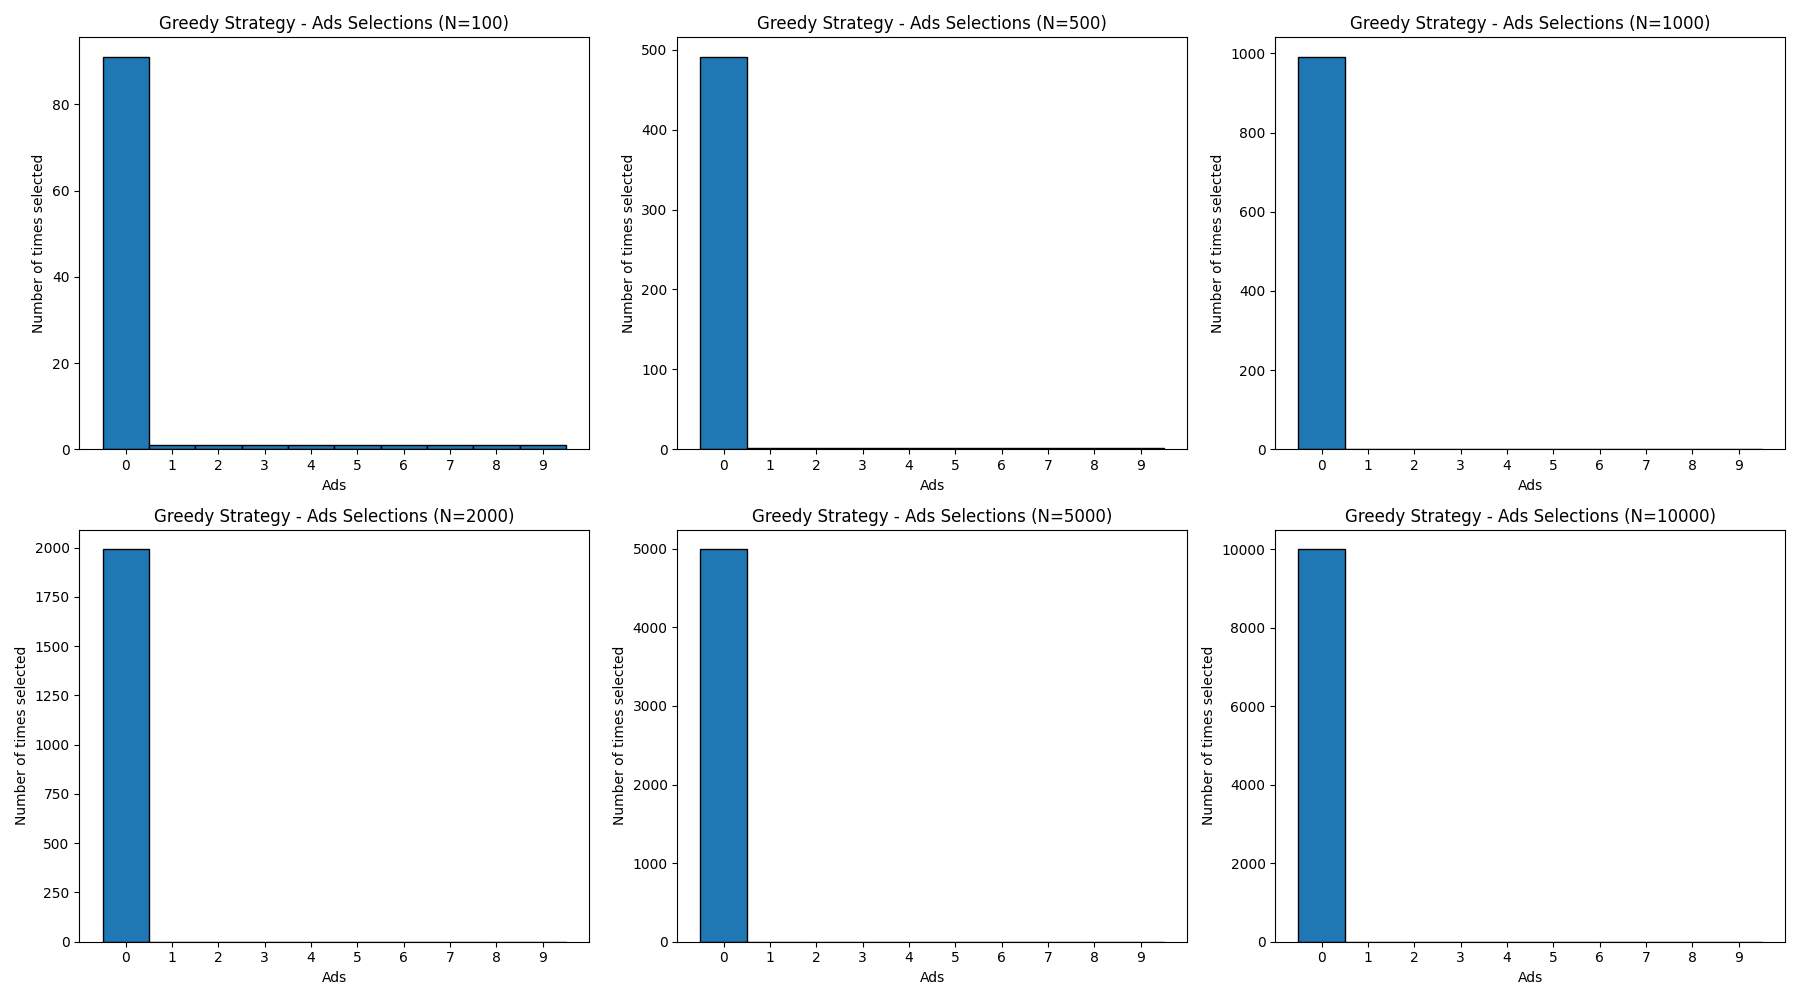 Greedy Strategy - Ads Selections (N=100)
Number of times selected
80
60
40
20
0
0 1 2 3 4 5 6 7 8 9
Ads
Greedy Strategy - Ads Selections (N=500)
Number of times selected
500
400
300
200
100
0
0 1 2 3 4 5 6 7 8 9
Ads
Greedy Strategy - Ads Selections (N=1000)
Number of times selected
1000
800
600
400
200
0
0 1 2 3 4 5 6 7 8 9
Ads
Greedy Strategy - Ads Selections (N=2000)
Number of times selected
2000
1750
1500
1250
1000
750
500
250
0
0 1 2 3 4 5 6 7 8 9
Ads
Greedy Strategy - Ads Selections (N=5000)
Number of times selected
5000
4000
3000
2000
1000
0
0 1 2 3 4 5 6 7 8 9
Ads
Greedy Strategy - Ads Selections (N=10000)
Number of times selected
10000
8000
6000
4000
2000
0
0 1 2 3 4 5 6 7 8 9
Ads